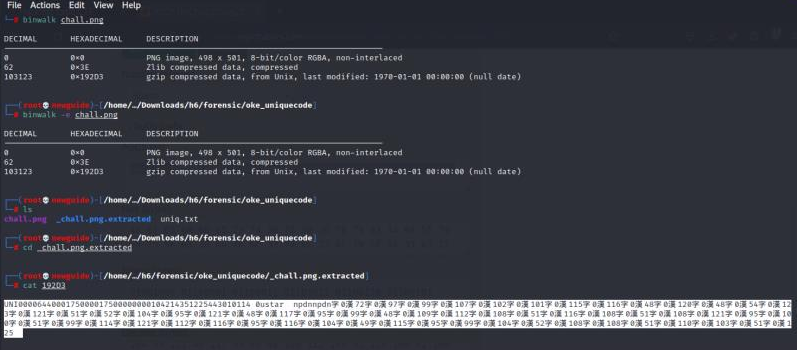 File Actions Edit View Help
└─# binwalk chall.png
DECIMAL HEXADECIMAL DESCRIPTION
0 0x0 PNG image, 498 x 501, 8-bit/color RGBA, non-interlaced
62 0x3E Zlib compressed data, compressed
103123 0x192D3 gzip compressed data, from Unix, last modified: 1970-01-01 00:00:00 (null date)
┌──(root💀newguide)-[/home/…/Downloads/h6/forensic/oke_uniquecode]
└─# binwalk -e chall.png
DECIMAL HEXADECIMAL DESCRIPTION
0 0x0 PNG image, 498 x 501, 8-bit/color RGBA, non-interlaced
62 0x3E Zlib compressed data, compressed
103123 0x192D3 gzip compressed data, from Unix, last modified: 1970-01-01 00:00:00 (null date)
┌──(root💀newguide)-[/home/…/Downloads/h6/forensic/oke_uniquecode]
└─# ls
chall.png _chall.png.extracted uniq.txt
┌──(root💀newguide)-[/home/…/Downloads/h6/forensic/oke_uniquecode]
└─# cd _chall.png.extracted
┌──(root💀newguide)-[/home/…/h6/forensic/oke_uniquecode/_chall.png.extracted]
└─# cat 192D3
0ustar npdnnpdn字0漢72字0漢97字0漢99字0漢107字0漢102字0漢101字0漢115字0漢116字0漢48字0漢120字0漢48字0漢54字0漢12
3字0漢121字0漢51字0漢52字0漢104字0漢95字0漢121字0漢48字0漢117字0漢95字0漢99字0漢48字0漢109字0漢112字0漢108字0漢51字0漢116字0漢108字0漢51字0漢108字0漢121字0漢95字0漢10
0字0漢51字0漢99字0漢114字0漢121字0漢112字0漢116字0漢95字0漢116字0漢104字0漢49字0漢115字0漢95字0漢99字0漢104字0漢52字0漢108字0漢108字0漢51字0漢110字0漢103字0漢51字0漢1
25